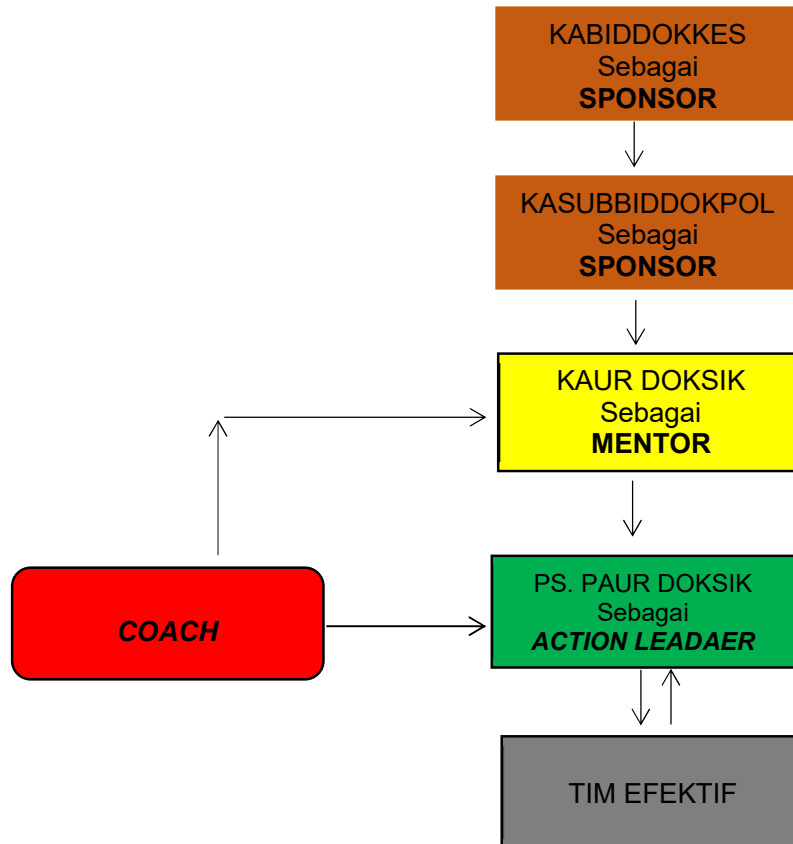 KABIDDOKKES
Sebagai
SPONSOR
KASUBBIDDOKPOL
Sebagai
SPONSOR
KAUR DOKSIK
Sebagai
MENTOR
COACH
PS. PAUR DOKSIK
Sebagai
ACTION LEADAER
TIM EFEKTIF